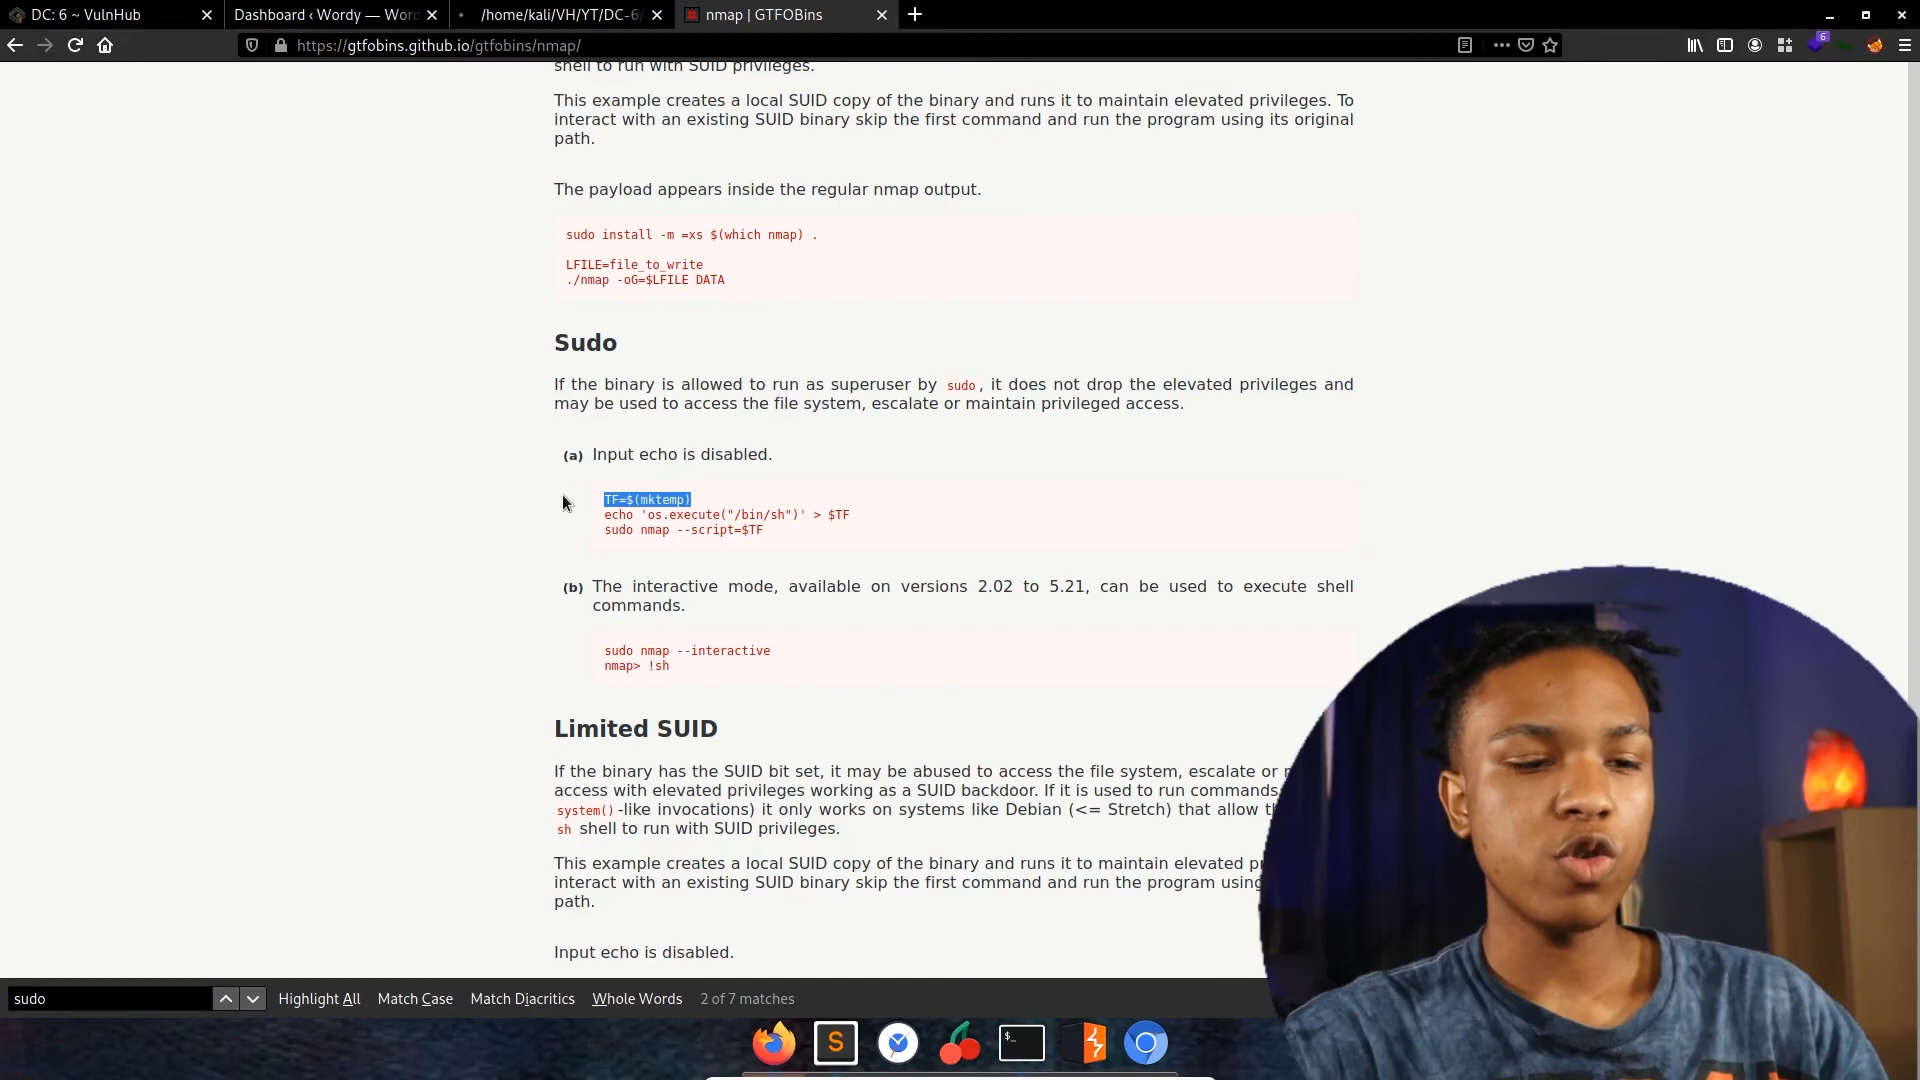 DC: 6 ~ VulnHub
Dashboard ‹ Wordy — Wor
/home/kali/VH/YT/DC-6/
nmap | GTFOBins
https://gtfobins.github.io/gtfobins/nmap/
6
shell to run with SUID privileges.
This example creates a local SUID copy of the binary and runs it to maintain elevated privileges. To
interact with an existing SUID binary skip the first command and run the program using its original
path.
The payload appears inside the regular nmap output.
sudo install -m =xs $(which nmap) .
LFILE=file_to_write
./nmap -oG=$LFILE DATA
Sudo
If the binary is allowed to run as superuser by sudo, it does not drop the elevated privileges and
may be used to access the file system, escalate or maintain privileged access.
(a) Input echo is disabled.
TF=$(mktemp)
echo 'os.execute("/bin/sh")' > $TF
sudo nmap --script=$TF
(b) The interactive mode, available on versions 2.02 to 5.21, can be used to execute shell
commands.
sudo nmap --interactive
nmap> !sh
Limited SUID
If the binary has the SUID bit set, it may be abused to access the file system, escalate or
access with elevated privileges working as a SUID backdoor. If it is used to run commands
system()-like invocations) it only works on systems like Debian (<= Stretch) that allow
sh shell to run with SUID privileges.
This example creates a local SUID copy of the binary and runs it to maintain elevated
interact with an existing SUID binary skip the first command and run the program using
path.
Input echo is disabled.
sudo
Highlight All
Match Case
Match Diacritics
Whole Words
2 of 7 matches
S
$_